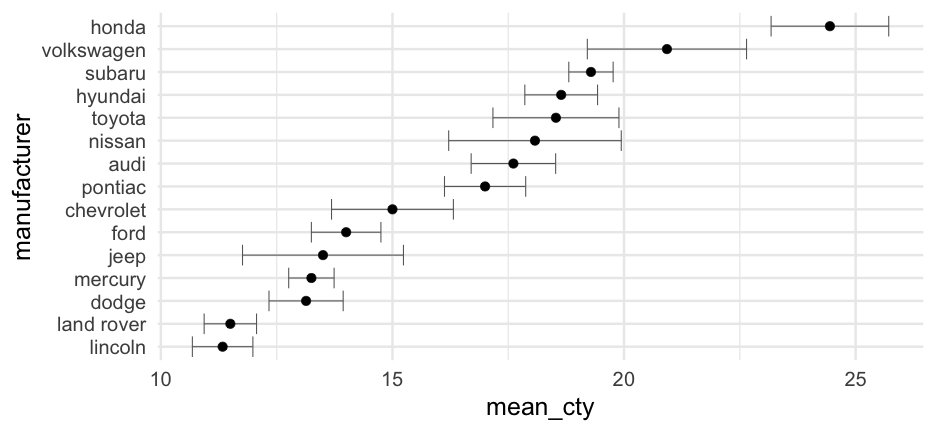 manufacturer
honda
volkswagen
subaru
hyundai
toyota
nissan
audi
pontiac
chevrolet
ford
jeep
mercury
dodge
land rover
lincoln
10 15 20 25
mean_cty